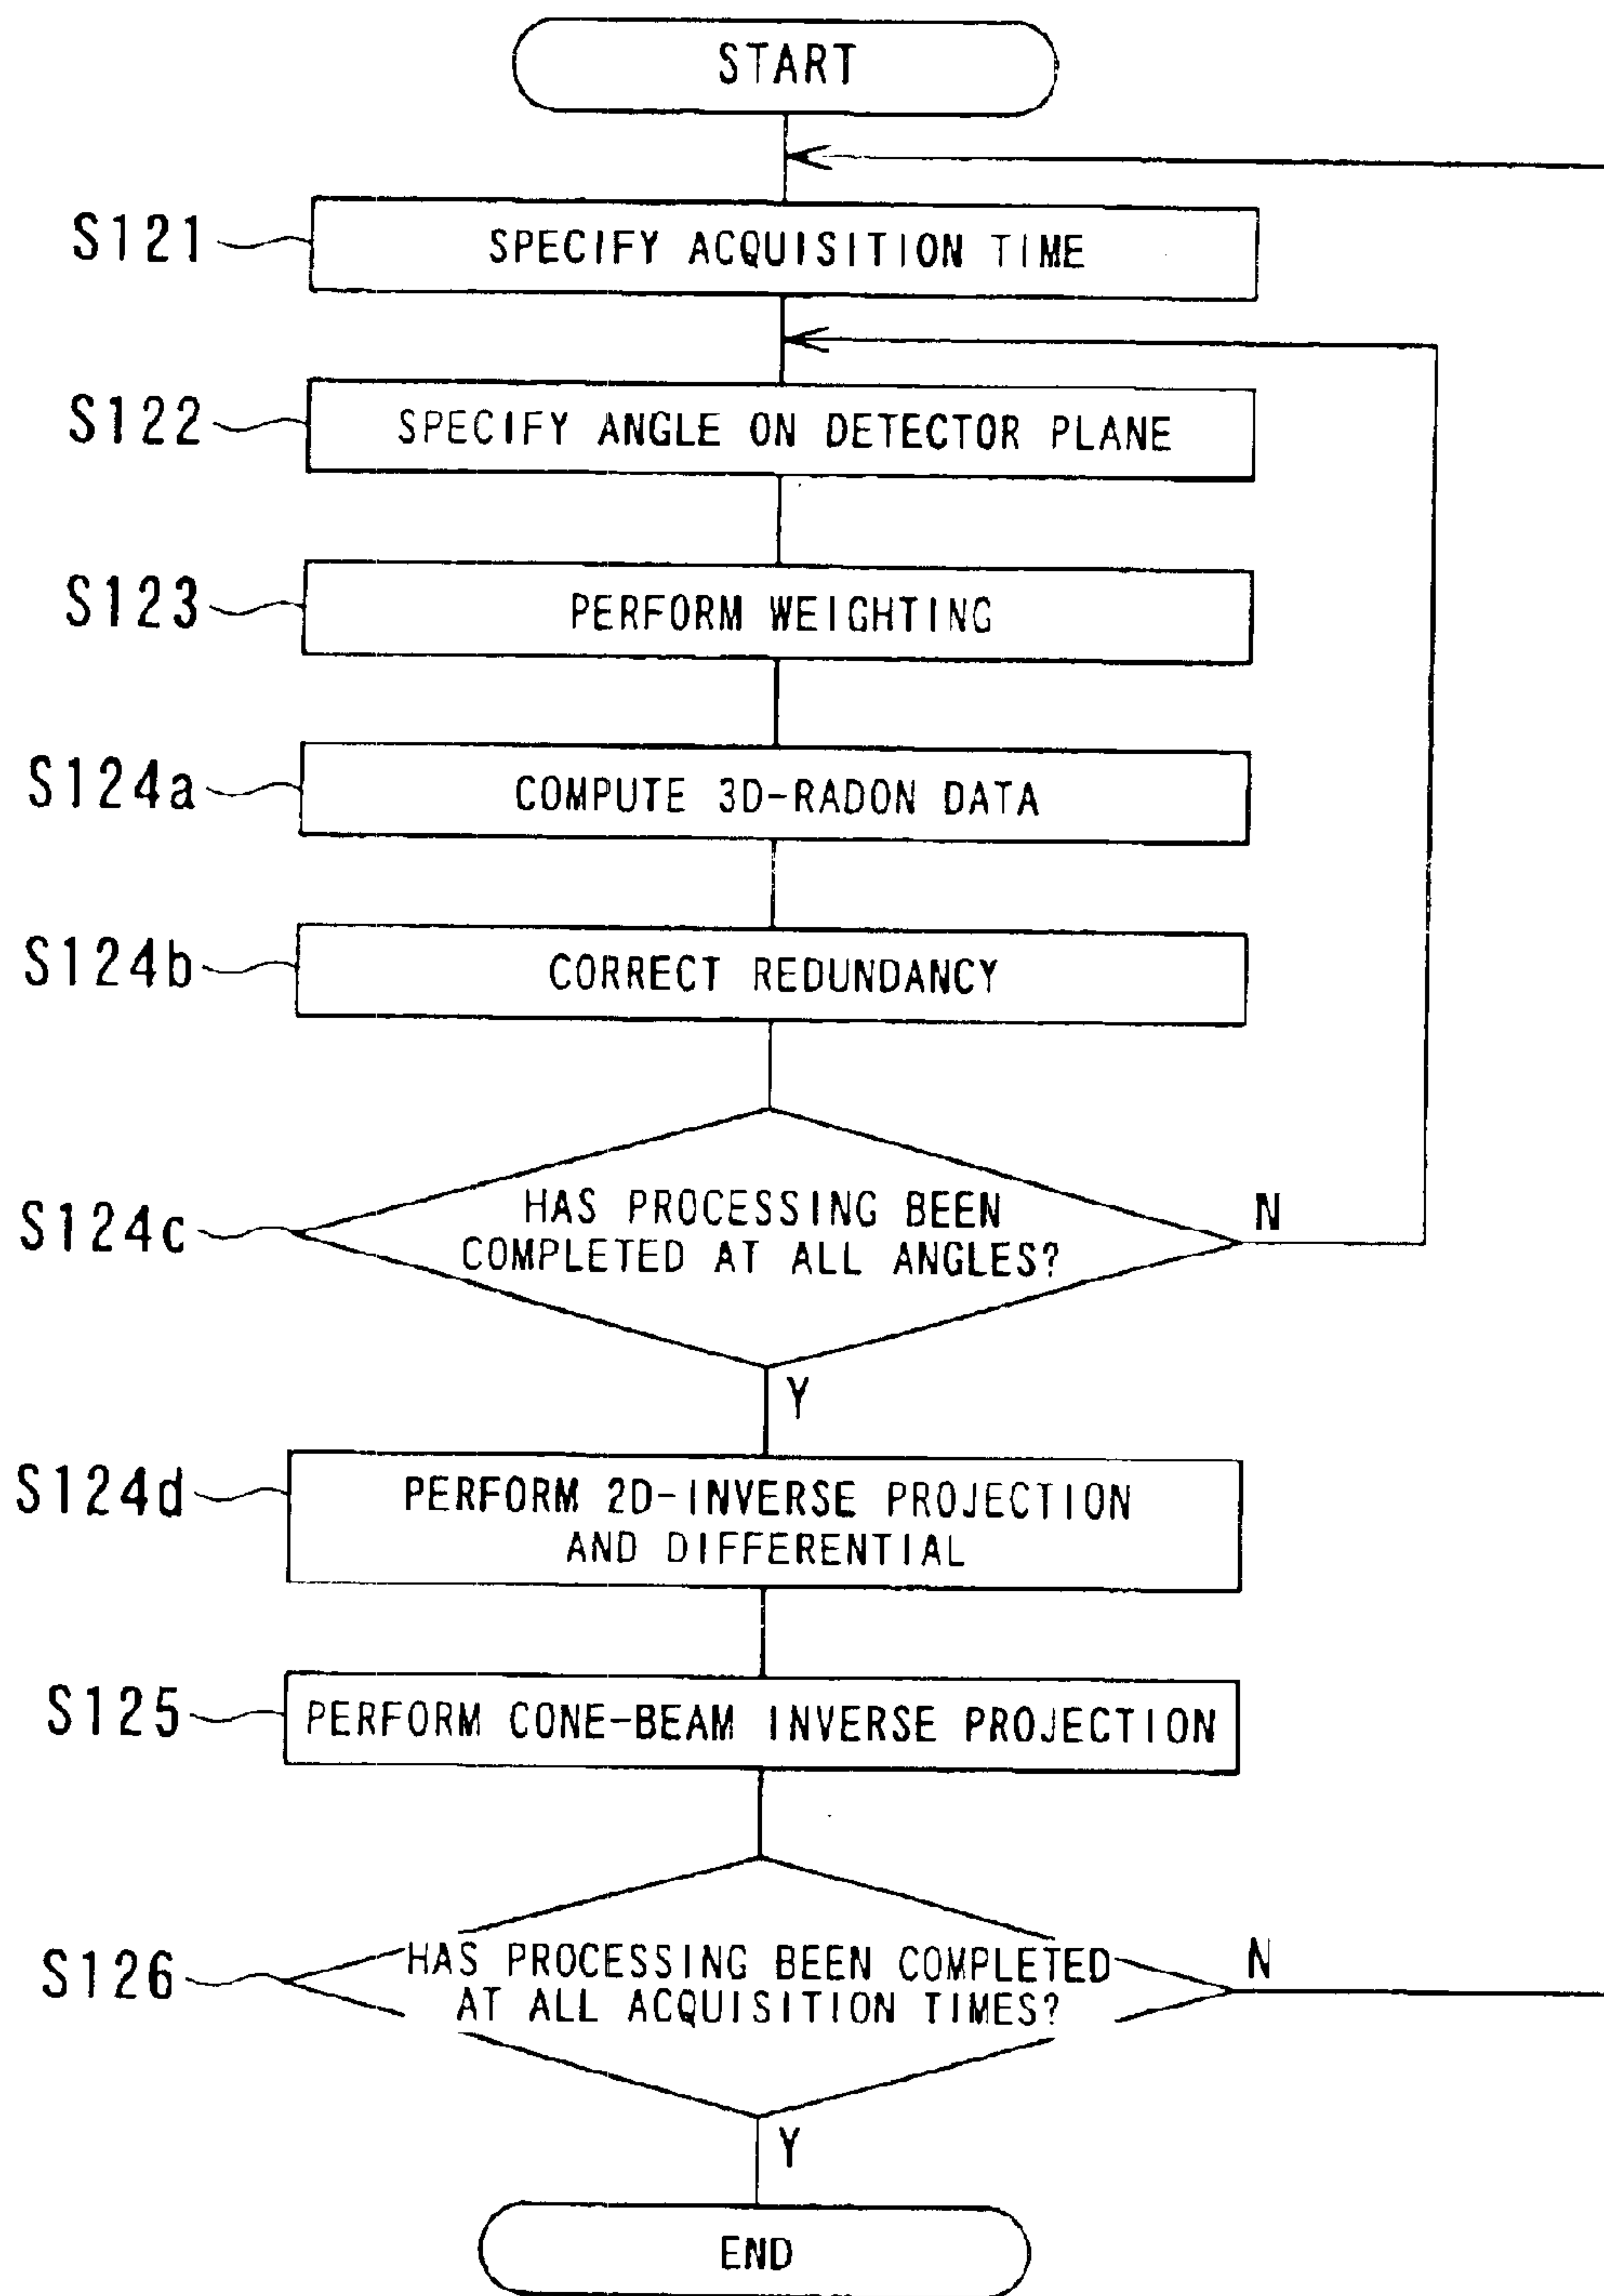 START
S121
SPECIFY ACQUISITION TIME
S122
SPECIFY ANGLE ON DETECTOR PLANE
S123
PERFORM WEIGHTING
S124a
COMPUTE 3D-RADON DATA
S124b
CORRECT REDUNDANCY
S124c
HAS PROCESSING BEEN
COMPLETED AT ALL ANGLES?
N
Y
S124d
PERFORM 2D-INVERSE PROJECTION
AND DIFFERENTIAL
S125
PERFORM CONE-BEAM INVERSE PROJECTION
S126
HAS PROCESSING BEEN COMPLETED
AT ALL ACQUISITION TIMES?
N
Y
END